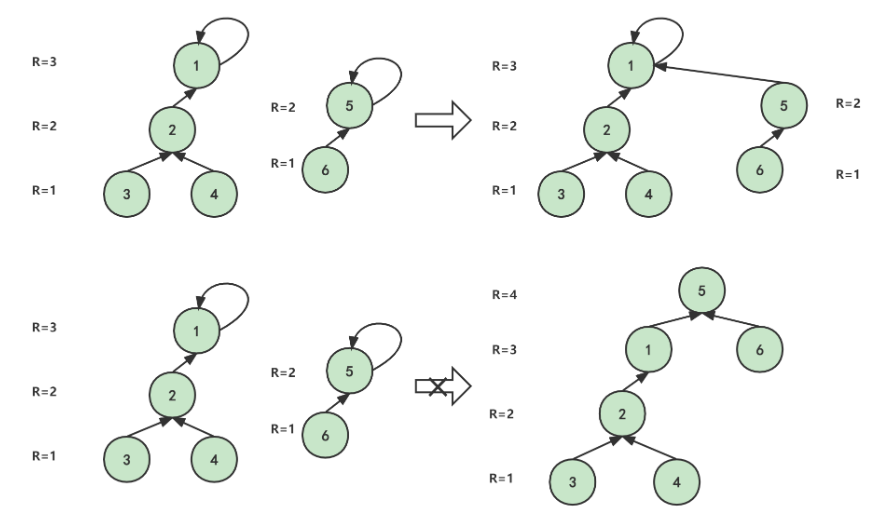 R=3 1 R=3 1
R=2 5 5 R=2
R=2 2 R=2 2
R=1 6 6 R=1
R=1 3 4 R=1 3 4
R=4 5
R=3 1 R=3 1 6
R=2 5
R=2 2 R=2 2
R=1 6
R=1 3 4 R=1 3 4